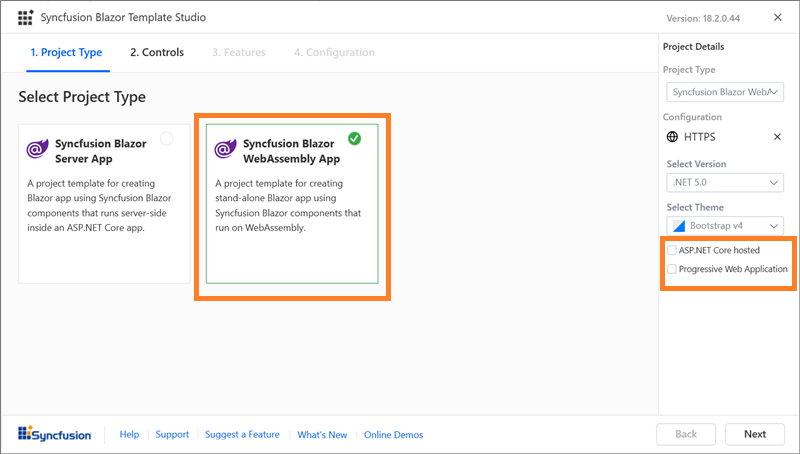 Syncfusion Blazor Template Studio
Version: 18.2.0.44
1. Project Type
2. Controls
3. Features
4. Configuration
Select Project Type
Syncfusion Blazor
Server App
A project template for creating
Blazor app using Syncfusion Blazor
components that runs server-side
inside an ASP.NET Core app.
Syncfusion Blazor
WebAssembly App
A project template for creating
stand-alone Blazor app using
Syncfusion Blazor components that
run on WebAssembly.
Project Details
Project Type
Syncfusion Blazor WebA
Configuration
HTTPS
Select Version
.NET 5.0
Select Theme
Bootstrap v4
ASP.NET Core hosted
Progressive Web Application
Syncfusion
Help
Support
Suggest a Feature
What's New
Online Demos
Back
Next